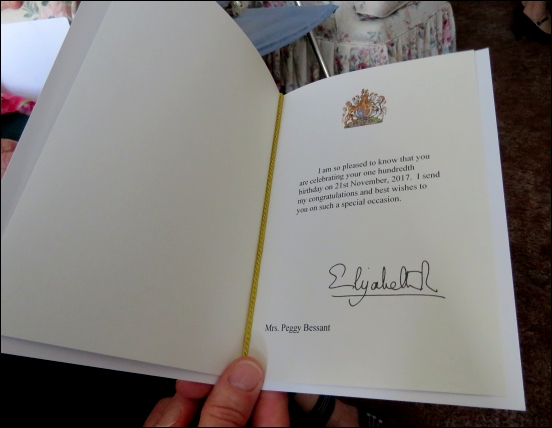 I am so pleased to know that you
are celebrating your one hundredth
birthday on 21st November, 2017. I send
my congratulations and best wishes to
you on such a special occasion.
Elizabeth R
Mrs. Peggy Bessant